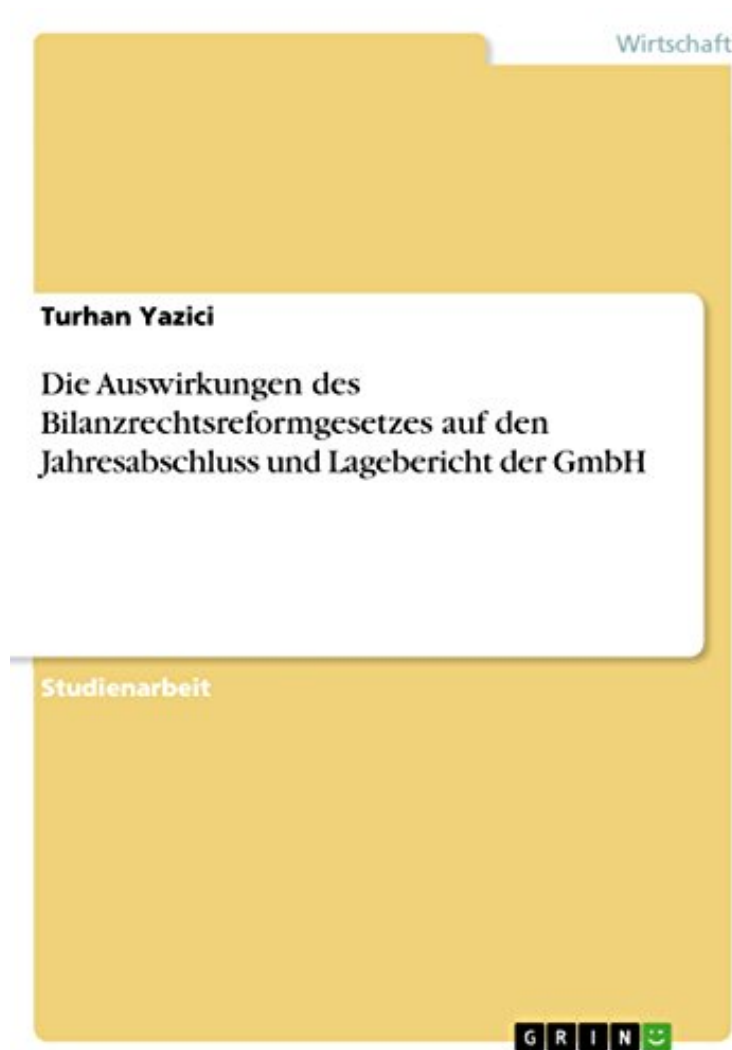 Wirtschaft
Turhan Yazici
Die Auswirkungen des
Bilanzrechtsreformgesetzes auf den
Jahresabschluss und Lagebericht der GmbH
Studienarbeit
GRIN